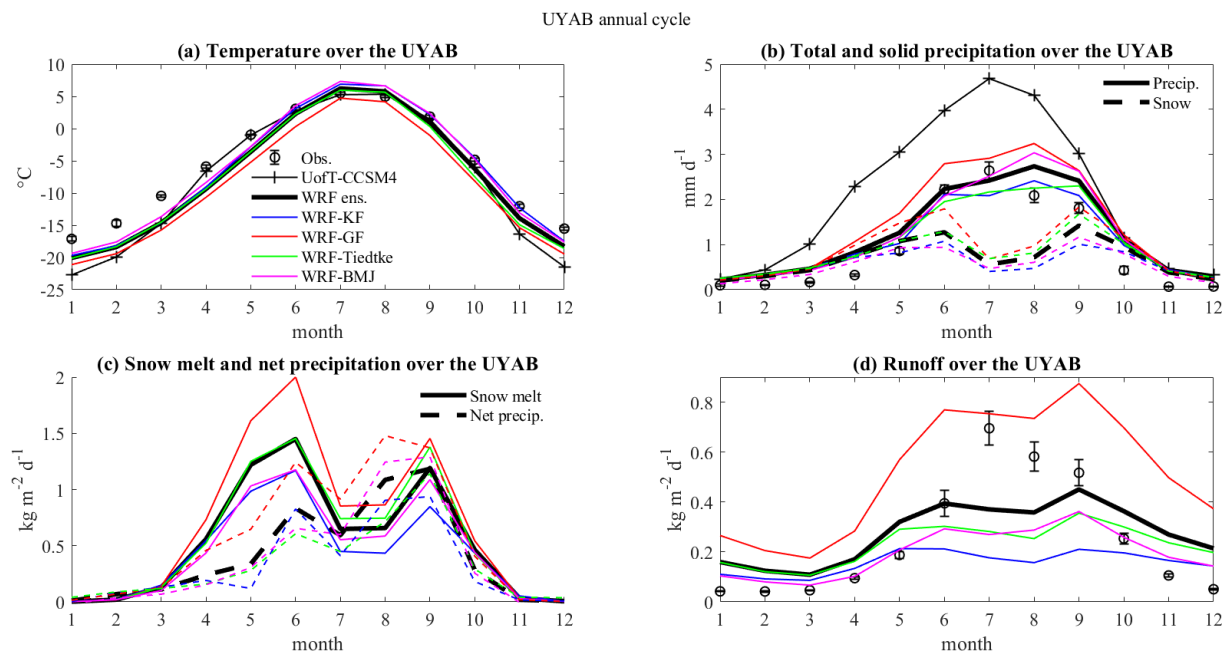 UYAB annual cycle
(a) Temperature over the UYAB
10
5
0
-5
-10
-15
-20
-25
°C
Obs.
UofT-CCSM4
WRF ens.
WRF-KF
WRF-GF
WRF-Tiedtke
WRF-BMJ
1 2 3 4 5 6 7 8 9 10 11 12
month
(b) Total and solid precipitation over the UYAB
5
4
3
2
1
0
mm d⁻¹
Precip.
Snow
1 2 3 4 5 6 7 8 9 10 11 12
month
(c) Snow melt and net precipitation over the UYAB
2
1.5
1
0.5
0
kg m⁻² d⁻¹
Snow melt
Net precip.
1 2 3 4 5 6 7 8 9 10 11 12
month
(d) Runoff over the UYAB
0.8
0.6
0.4
0.2
0
kg m⁻² d⁻¹
1 2 3 4 5 6 7 8 9 10 11 12
month